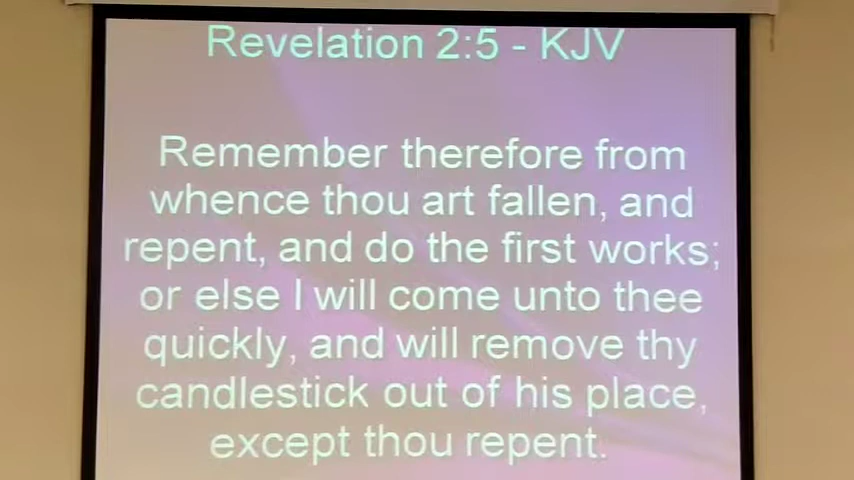 Revelation 2:5 - KJV
Remember therefore from
whence thou art fallen, and
repent, and do the first works;
or else I will come unto thee
quickly, and will remove thy
candlestick out of his place,
except thou repent.